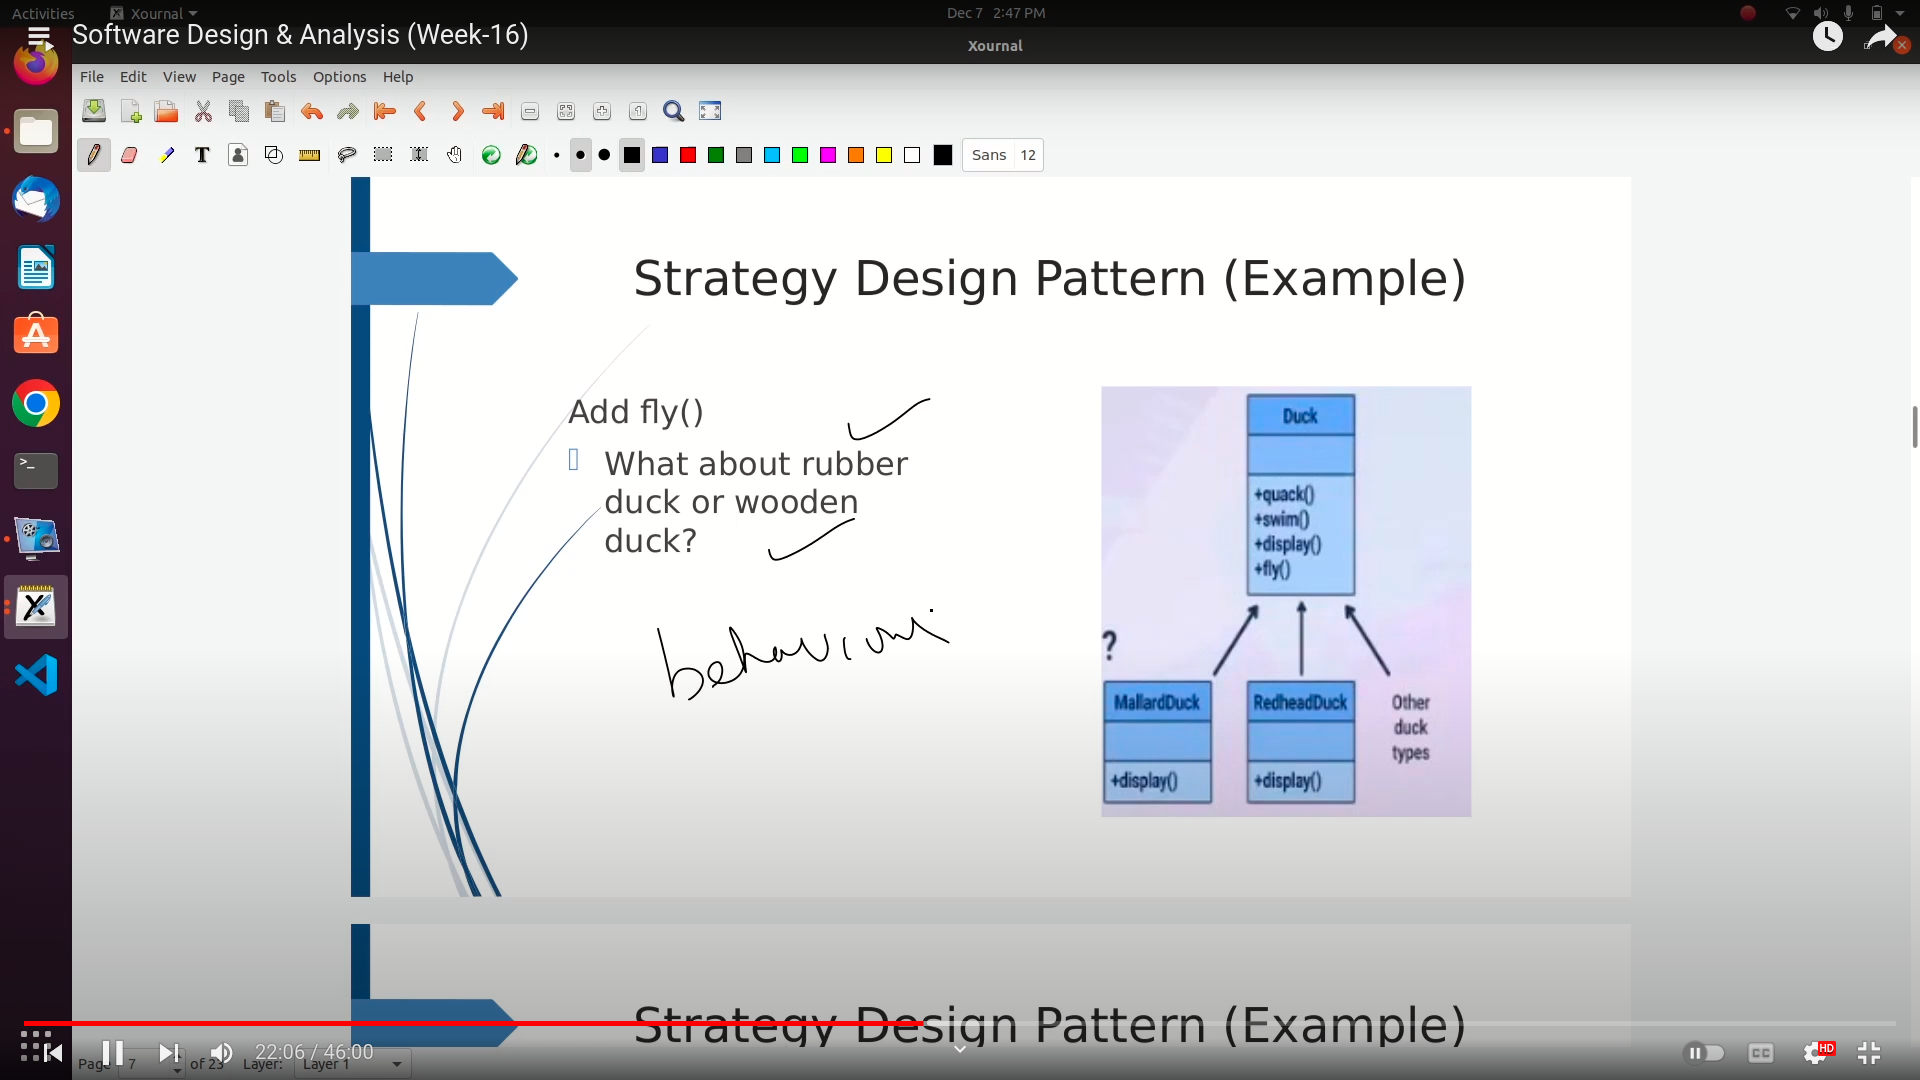 Activities Xournal Dec 7 2:47 PM
Software Design & Analysis (Week-16)
Xournal
File Edit View Page Tools Options Help
Sans 12
Strategy Design Pattern (Example)
Add fly()
What about rubber
duck or wooden
duck?
Duck
+quack()
+swim()
+display()
+fly()
?
MallardDuck
+display()
RedheadDuck
+display()
Other
duck
types
Strategy Design Pattern (Example)
22:06 / 46:00
CC
HD
Page 7 of 23 Layer: Layer 1